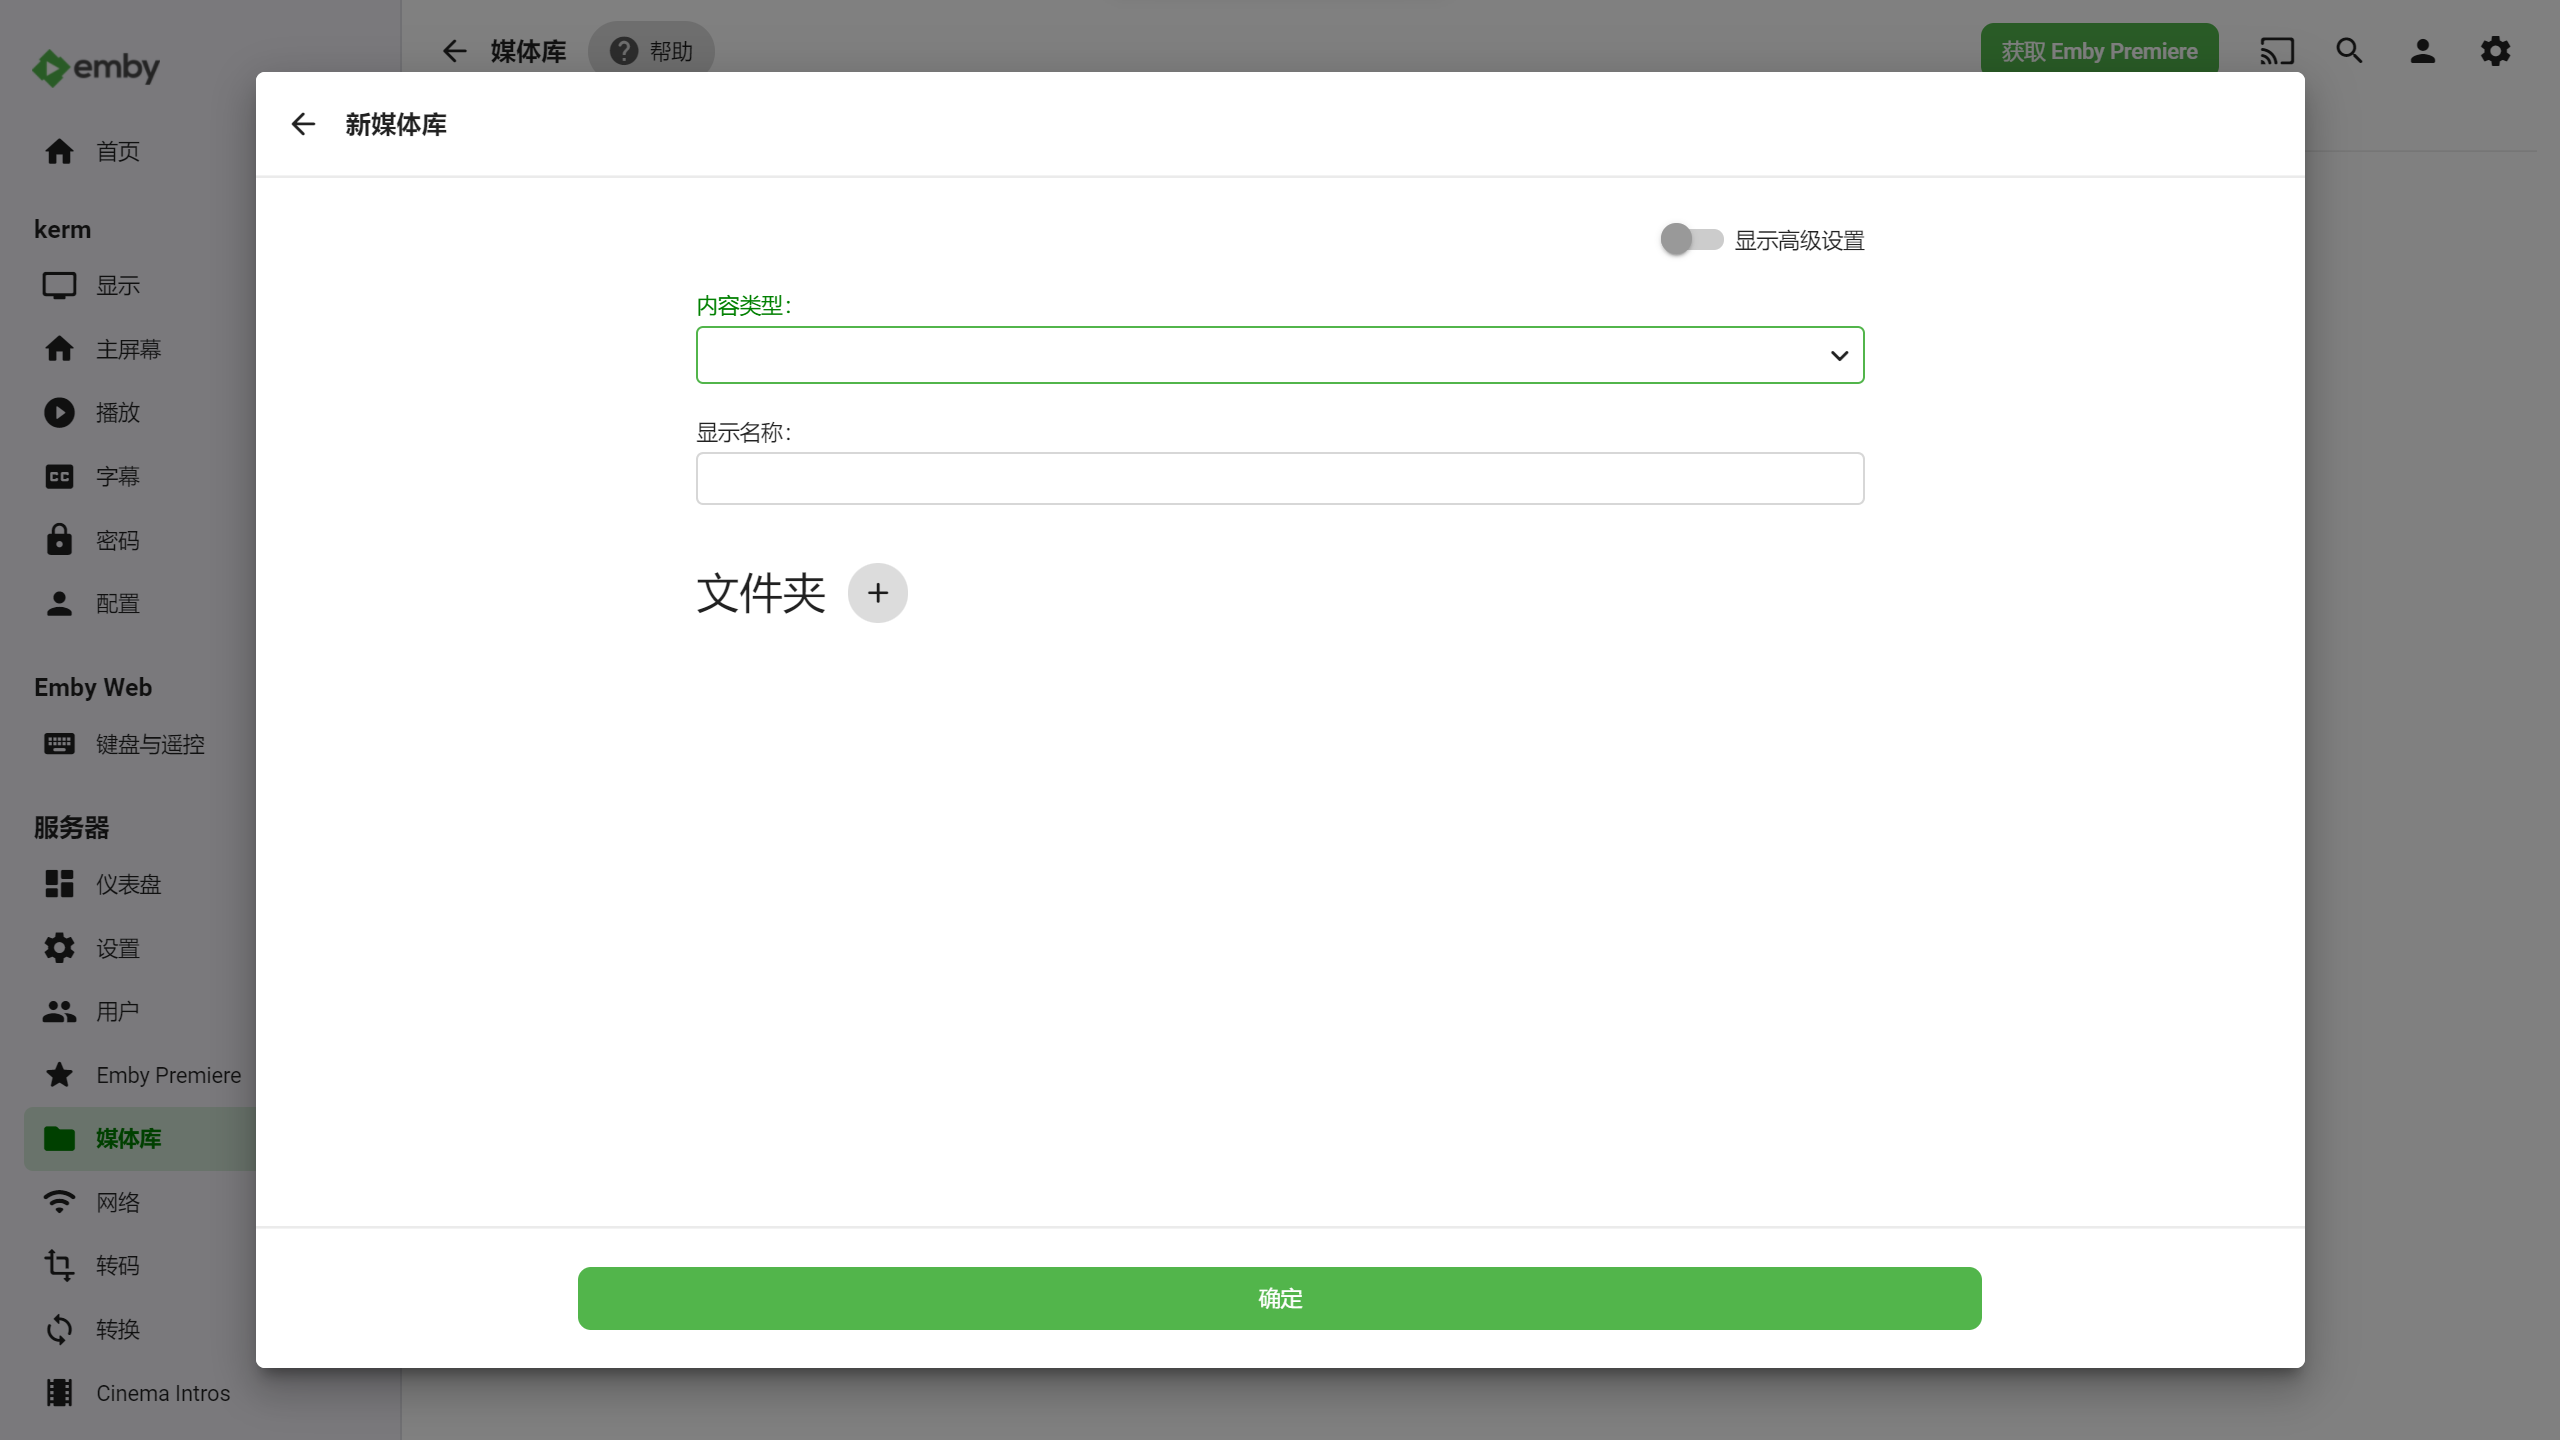 emby
首页
kerm
显示
主屏幕
播放
字幕
密码
配置
Emby Web
键盘与遥控
服务器
仪表盘
设置
用户
Emby Premiere
媒体库
网络
转码
转换
Cinema Intros
媒体库
帮助
获取 Emby Premiere
新媒体库
显示高级设置
内容类型:
显示名称:
文件夹
确定